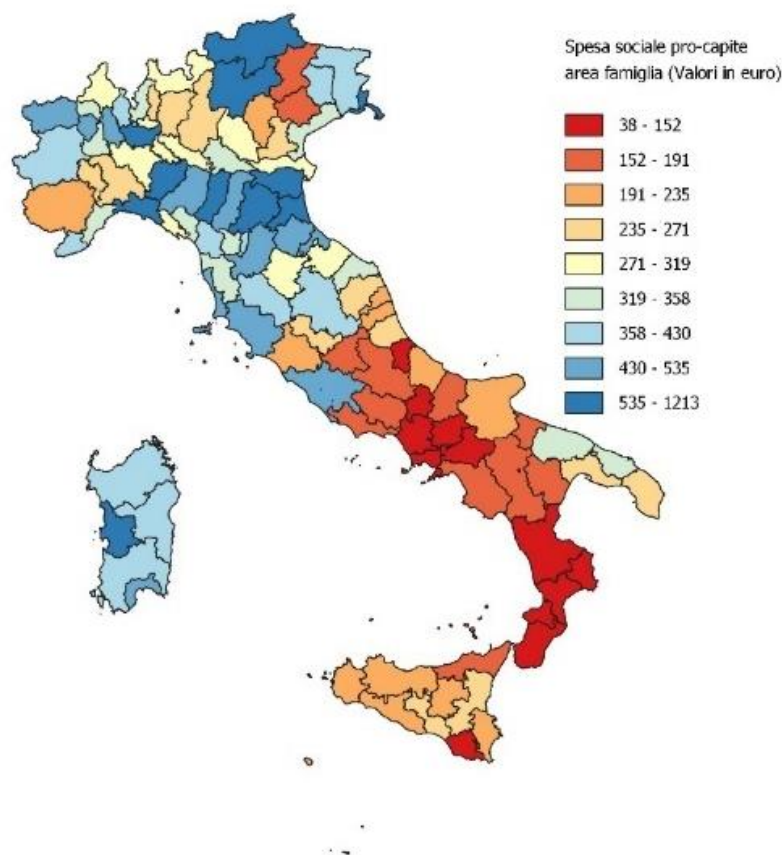 Spesa sociale pro-capite
area famiglia (Valori in euro)
38 - 152
152 - 191
191 - 235
235 - 271
271 - 319
319 - 358
358 - 430
430 - 535
535 - 1213